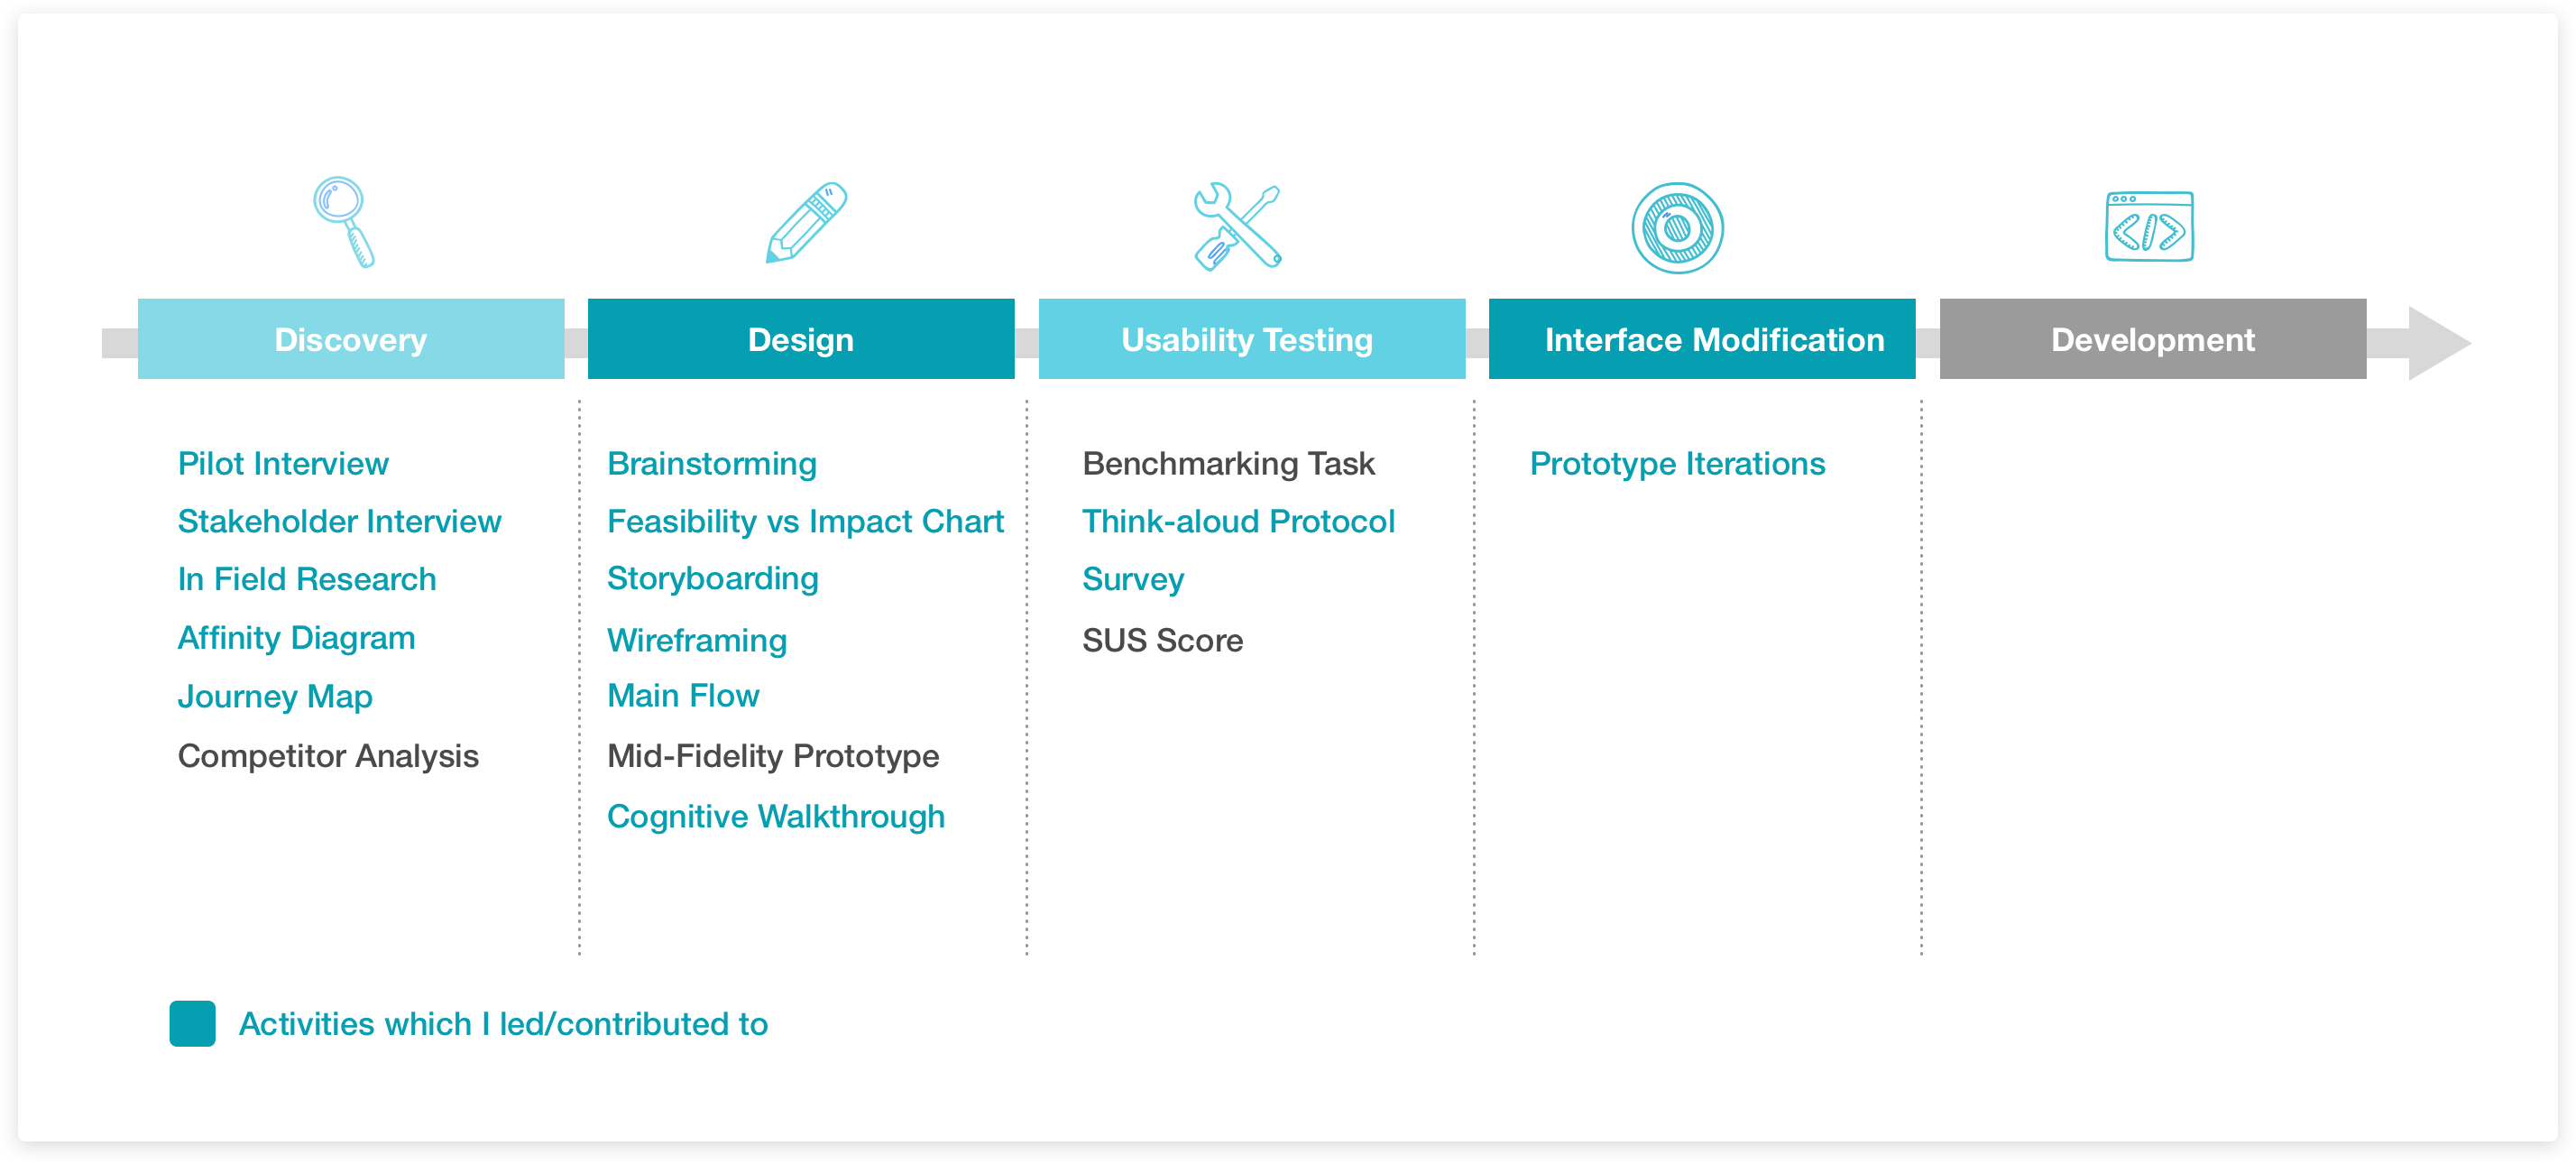 Discovery
Design
Usability Testing
Interface Modification
Development
Pilot Interview
Stakeholder Interview
In Field Research
Affinity Diagram
Journey Map
Competitor Analysis
Brainstorming
Feasibility vs Impact Chart
Storyboarding
Wireframing
Main Flow
Mid-Fidelity Prototype
Cognitive Walkthrough
Benchmarking Task
Think-aloud Protocol
Survey
SUS Score
Prototype Iterations
Activities which I led/contributed to